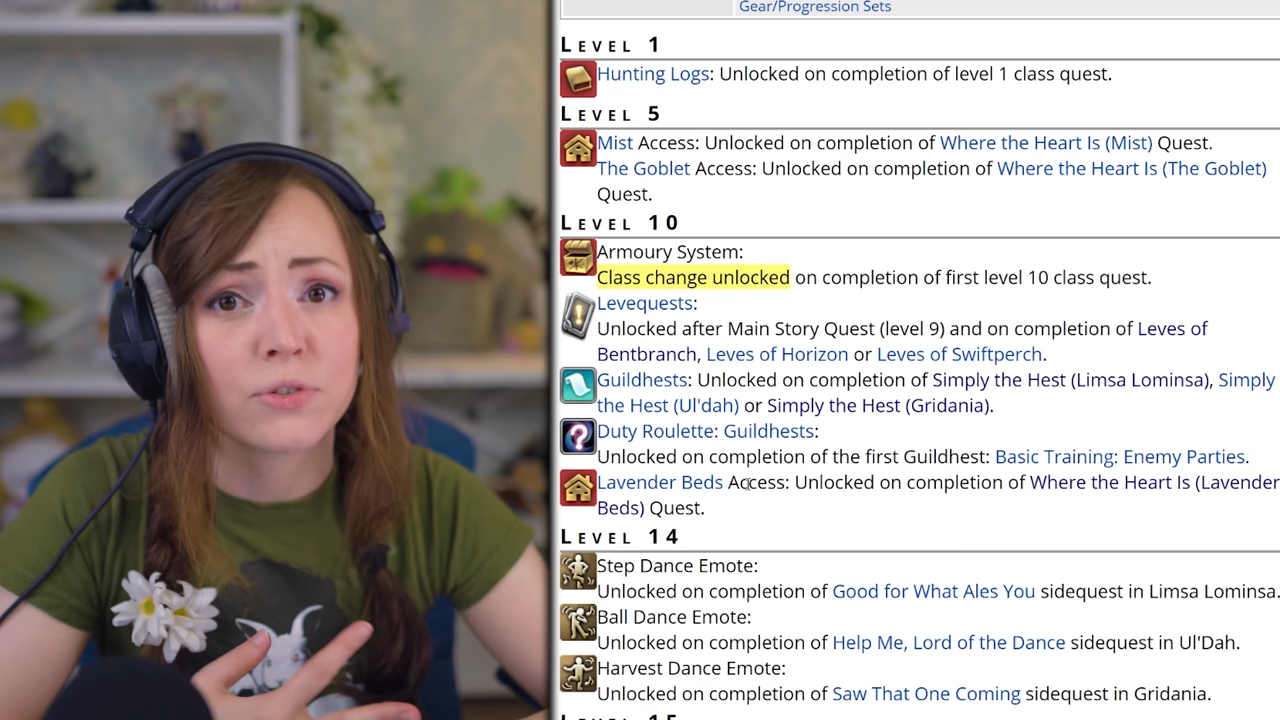 Gear/Progression Sets
LEVEL 1
Hunting Logs: Unlocked on completion of level 1 class quest.
LEVEL 5
Mist Access: Unlocked on completion of Where the Heart Is (Mist) Quest.
The Goblet Access: Unlocked on completion of Where the Heart Is (The Goblet)
Quest.
LEVEL 10
Armoury System:
Class change unlocked on completion of first level 10 class quest.
Levequests:
Unlocked after Main Story Quest (level 9) and on completion of Leves of
Bentbranch, Leves of Horizon or Leves of Swiftperch.
Guildhests: Unlocked on completion of Simply the Hest (Limsa Lominsa), Simply
the Hest (Ul'dah) or Simply the Hest (Gridania).
Duty Roulette: Guildhests:
Unlocked on completion of the first Guildhest: Basic Training: Enemy Parties.
Lavender Beds Access: Unlocked on completion of Where the Heart Is (Lavender
Beds) Quest.
LEVEL 14
Step Dance Emote:
Unlocked on completion of Good for What Ales You sidequest in Limsa Lominsa.
Ball Dance Emote:
Unlocked on completion of Help Me, Lord of the Dance sidequest in Ul'Dah.
Harvest Dance Emote:
Unlocked on completion of Saw That One Coming sidequest in Gridania.
LEVEL 15